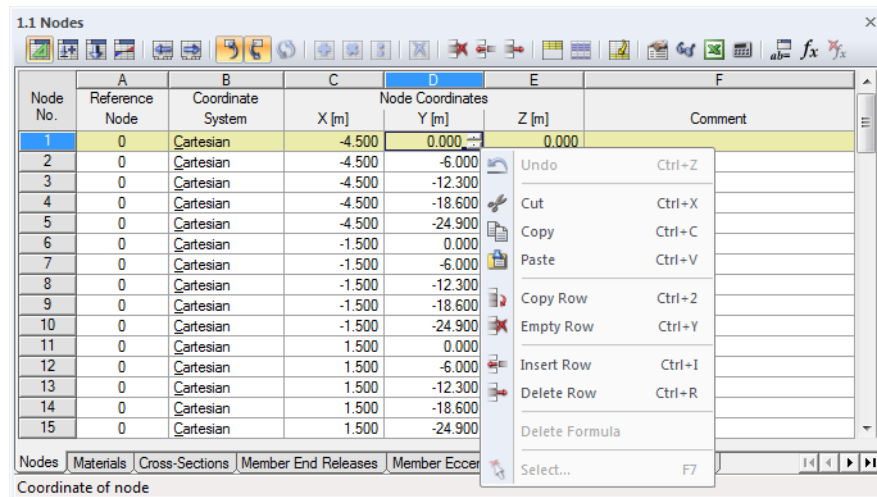 1.1 Nodes
A B C D E F
Node Reference Coordinate Node Coordinates
No. Node System X [m] Y [m] Z [m] Comment
1 0 Cartesian -4.500 0.000 0.000
2 0 Cartesian -4.500 -6.000 Undo Ctrl+Z
3 0 Cartesian -4.500 -12.300
4 0 Cartesian -4.500 -18.600 Cut Ctrl+X
5 0 Cartesian -4.500 -24.900 Copy Ctrl+C
6 0 Cartesian -1.500 0.000
7 0 Cartesian -1.500 -6.000 Paste Ctrl+V
8 0 Cartesian -1.500 -12.300
9 0 Cartesian -1.500 -18.600 Copy Row Ctrl+2
10 0 Cartesian -1.500 -24.900 Empty Row Ctrl+Y
11 0 Cartesian 1.500 0.000
12 0 Cartesian 1.500 -6.000 Insert Row Ctrl+I
13 0 Cartesian 1.500 -12.300 Delete Row Ctrl+R
14 0 Cartesian 1.500 -18.600
15 0 Cartesian 1.500 -24.900 Delete Formula
Nodes Materials Cross-Sections Member End Releases Member Eccer Select... F7
Coordinate of node